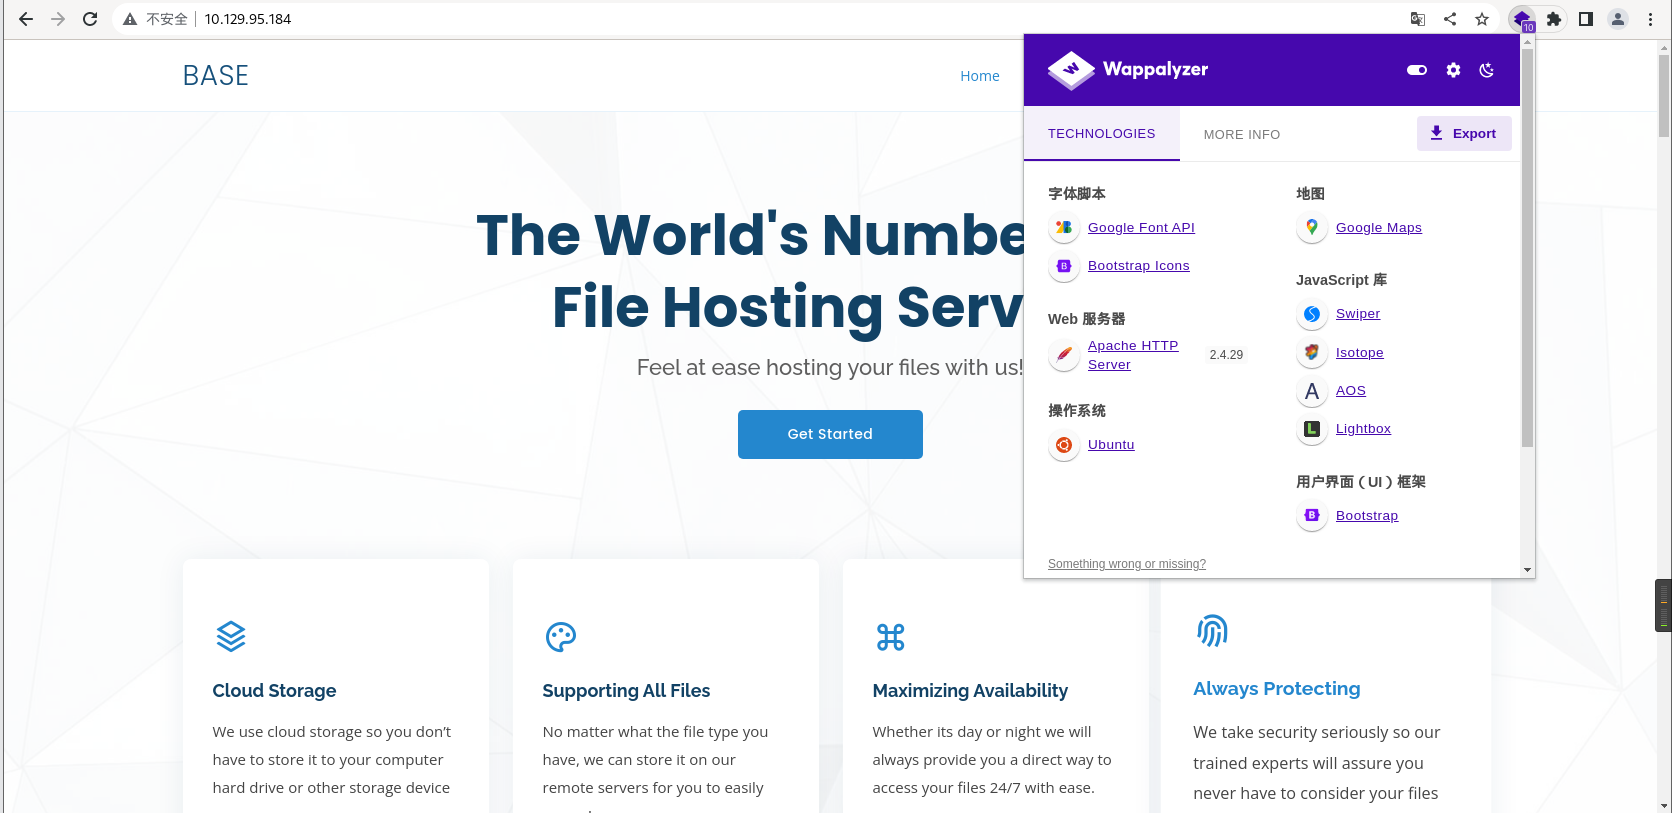 不安全
10.129.95.184
10
BASE
Home
Wappalyzer
TECHNOLOGIES
MORE INFO
Export
字体脚本
Google Font API
Bootstrap Icons
Web 服务器
Apache HTTP
Server
2.4.29
操作系统
Ubuntu
地图
Google Maps
JavaScript 库
Swiper
Isotope
AOS
Lightbox
用户界面（UI）框架
Bootstrap
Something wrong or missing?
The World's Numbe
File Hosting Serv
Feel at ease hosting your files with us!
Get Started
Cloud Storage
We use cloud storage so you don’t
have to store it to your computer
hard drive or other storage device
Supporting All Files
No matter what the file type you
have, we can store it on our
remote servers for you to easily
Maximizing Availability
Whether its day or night we will
always provide you a direct way to
access your files 24/7 with ease.
Always Protecting
We take security seriously so our
trained experts will assure you
never have to consider your files